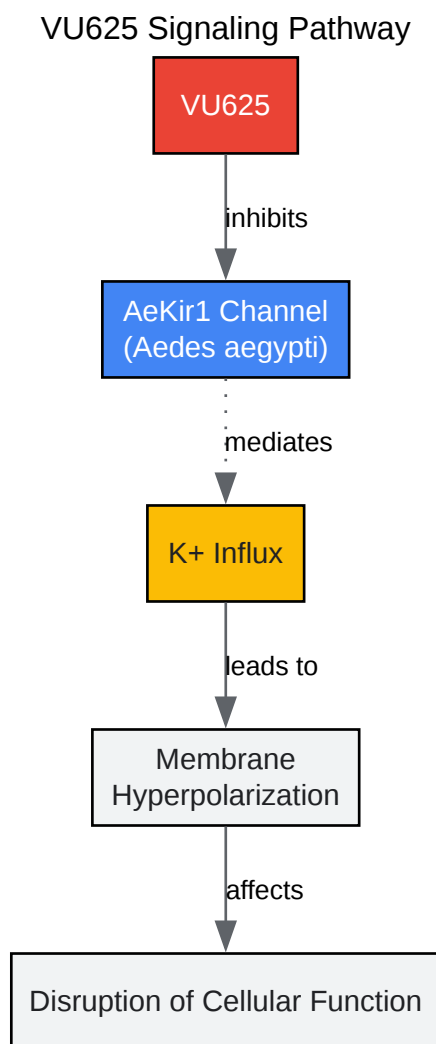 VU625 Signaling Pathway
VU625
inhibits
AeKir1 Channel
(Aedes aegypti)
mediates
K+ Influx
leads to
Membrane
Hyperpolarization
affects
Disruption of Cellular Function